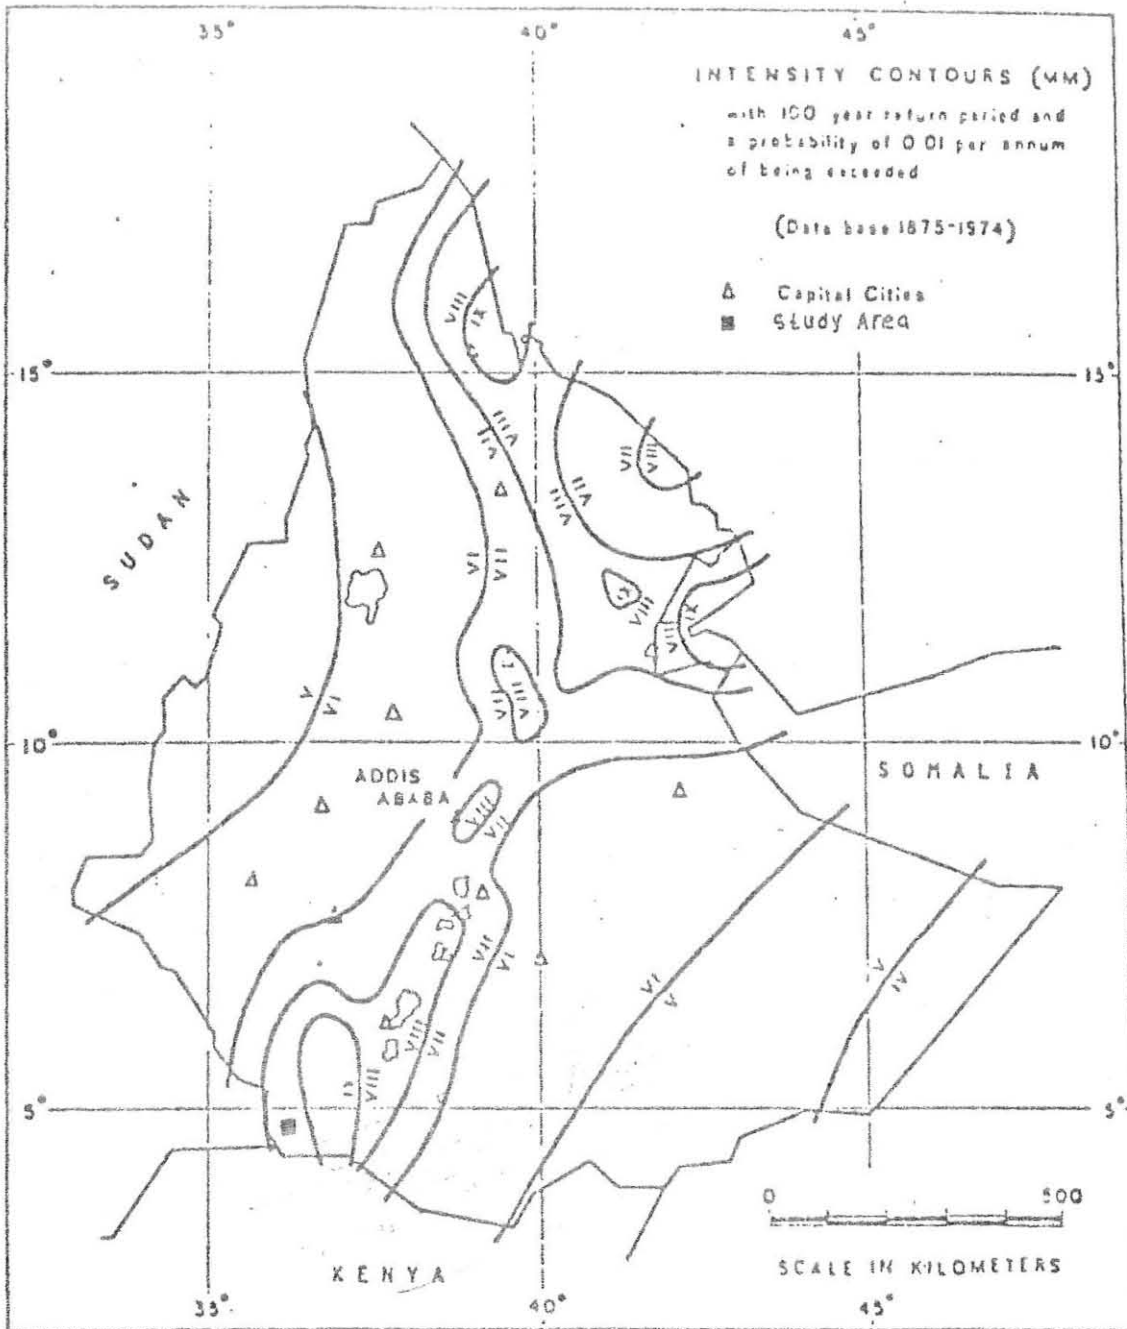 35° 40° 45°
INTENSITY CONTOURS (MM)
with 100 year return period and
a probability of 0.01 per annum
of being exceeded
(Data base 1875-1974)
Capital Cities
Study Area
VIII
IX
15° 15°
VIII
VII
VII
VIII
VIII
VII
SUDAN
VI
VII
IX
VIII
VIII
IX
V
VI
VII
VIII
10° 10°
ADDIS
ABABA
SOMALIA
VIII
VII
VII
VI
VI
V
V
IV
VIII
VII
VIII
5° 5°
0 500
SCALE IN KILOMETERS
KENYA
35° 40° 45°